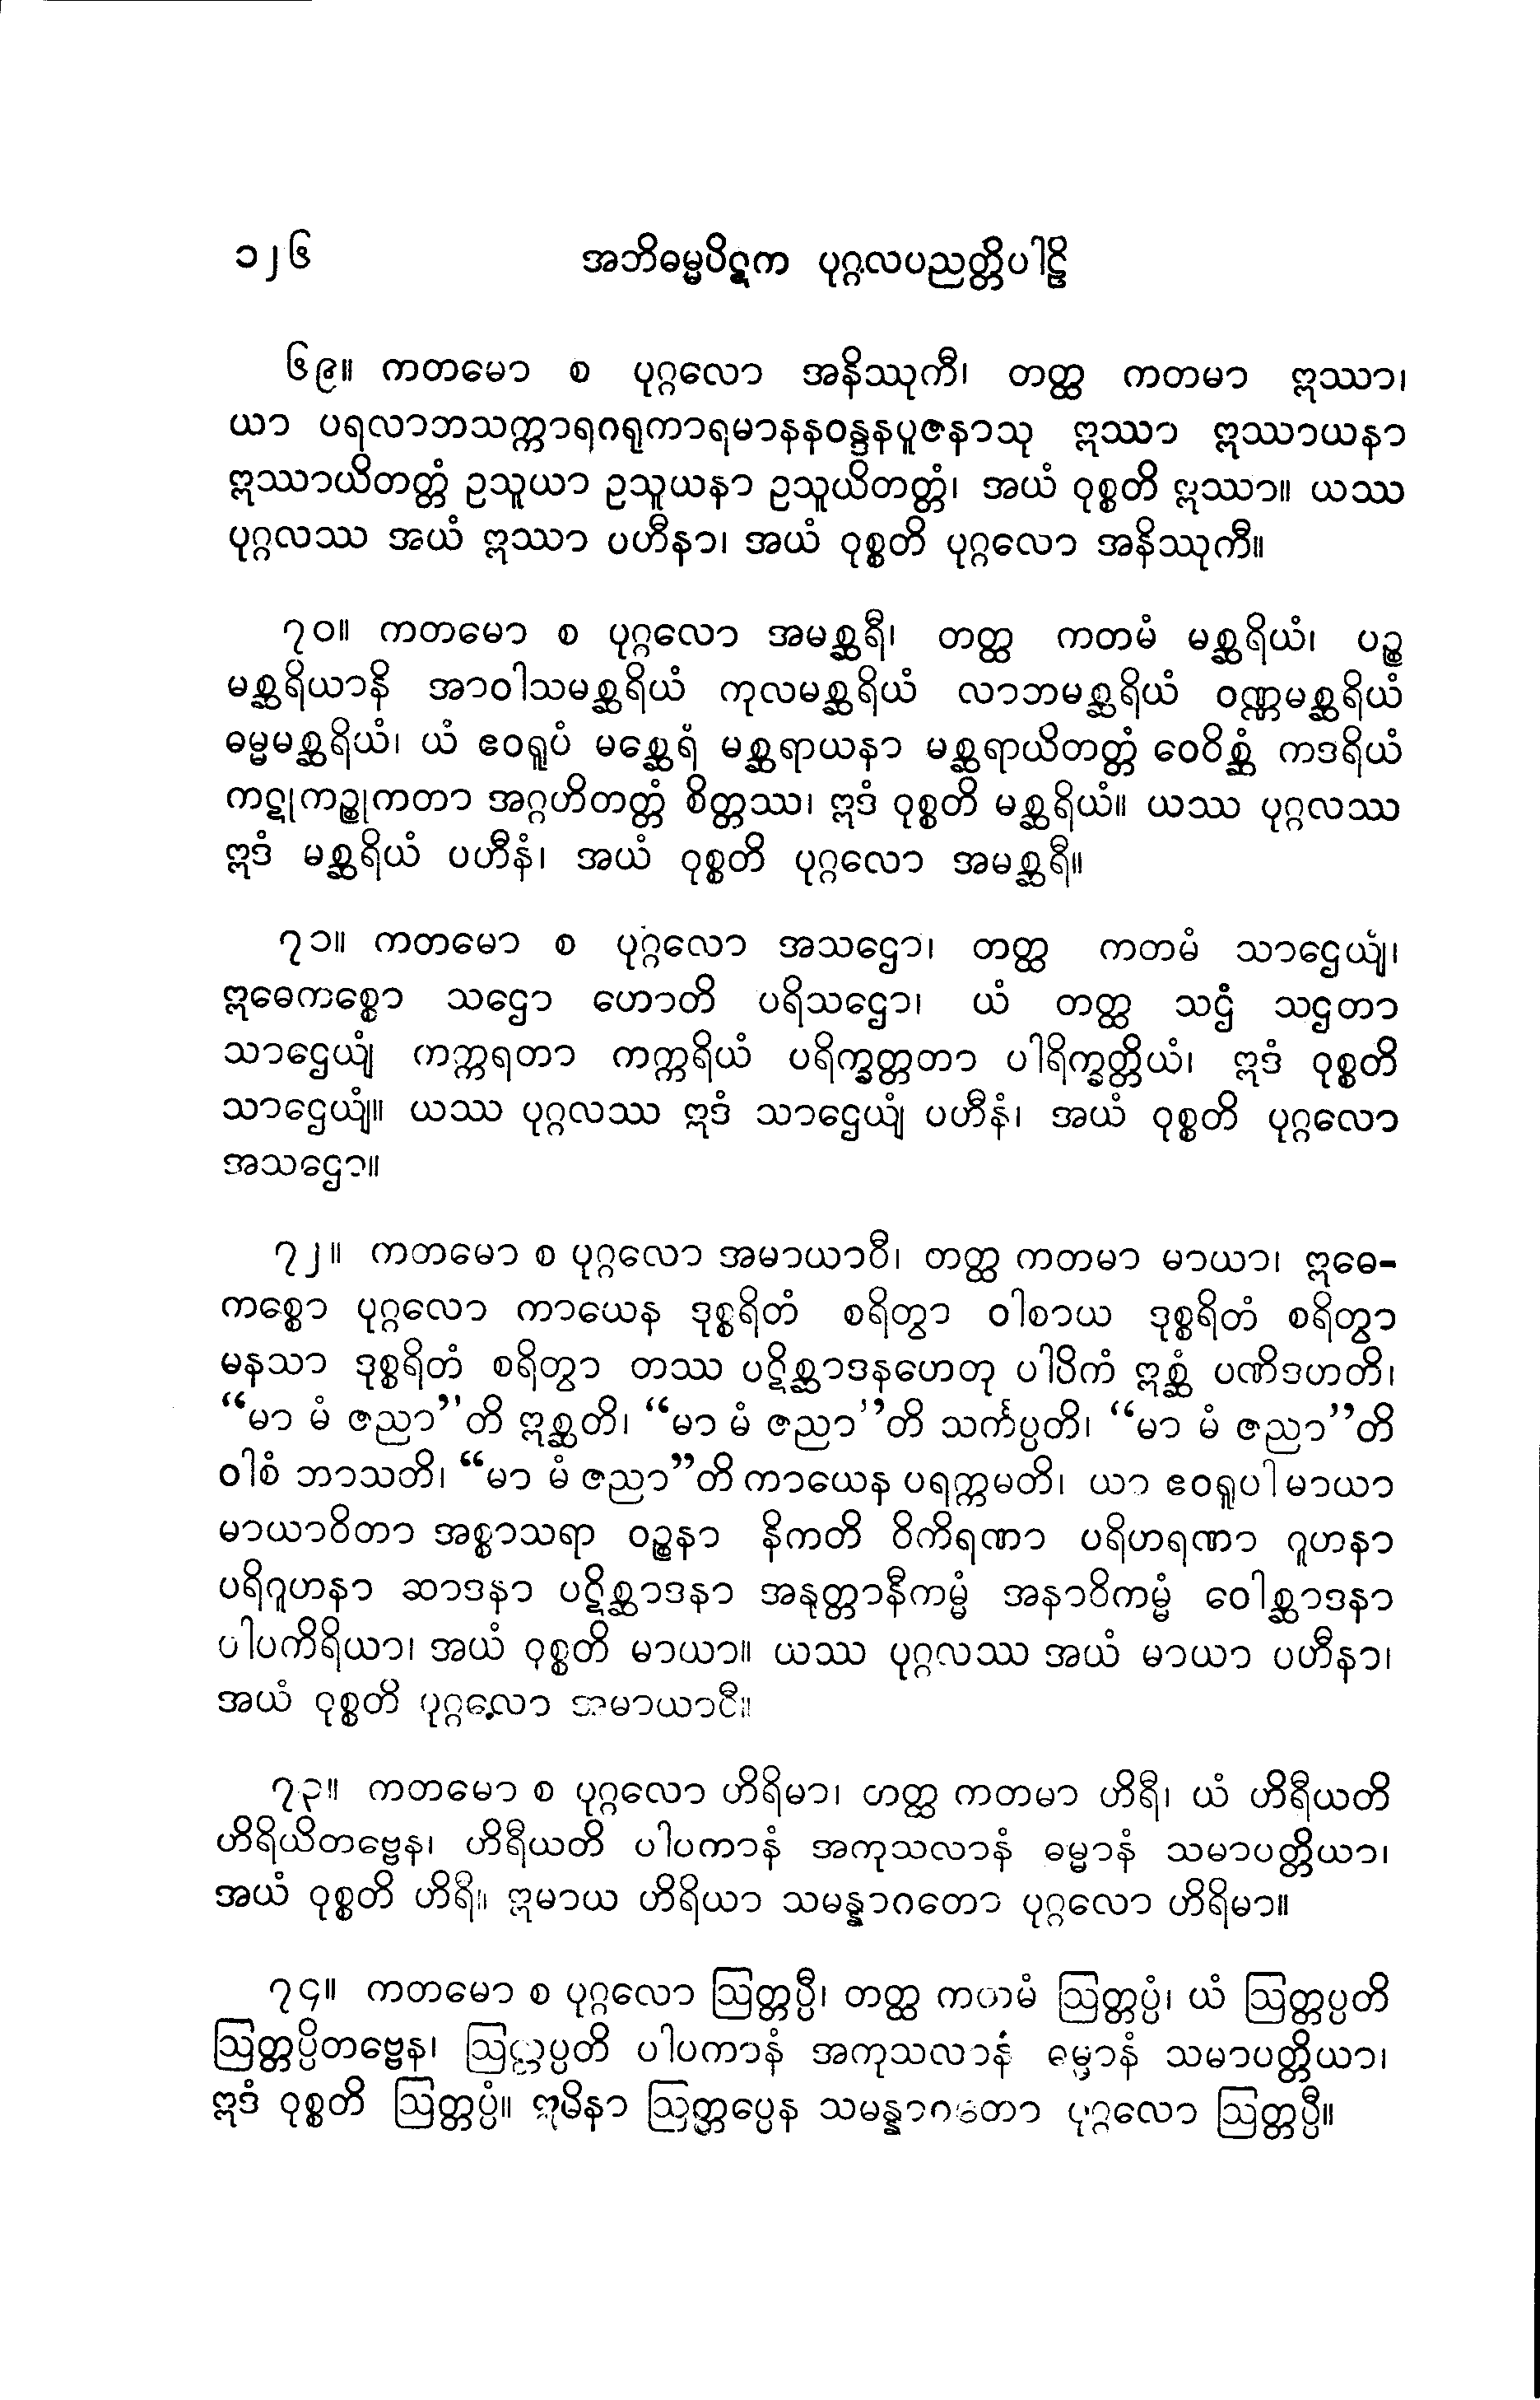 ၁၂၆ အဘိဓမ္မပိဋက ပုဂ္ဂလပညတ္တိပါဠိ
၆၉။ ကတမော စ ပုဂ္ဂလော အနိဿုကီ၊ တတ္ထ ကတမာ ဣဿာ၊
ယာ ပရလာဘသက္ကာရဂရုကာရမာနနဝန္ဒနပူဇနာသု ဣဿာ ဣဿာယနာ
ဣဿာယိတတ္တံ ဥသူယာ ဥသူယနာ ဥသူယိတတ္တံ၊ အယံ ဝုစ္စတိ ဣဿာ။ ယဿ
ပုဂ္ဂလဿ အယံ ဣဿာ ပဟီနာ၊ အယံ ဝုစ္စတိ ပုဂ္ဂလော အနိဿုကီ။
၇၀။ ကတမော စ ပုဂ္ဂလော အမစ္ဆရီ၊ တတ္ထ ကတမံ မစ္ဆရိယံ၊ ပဉ္စ
မစ္ဆရိယာနိ အာဝါသမစ္ဆရိယံ ကုလမစ္ဆရိယံ လာဘမစ္ဆရိယံ ဝဏ္ဏမစ္ဆရိယံ
ဓမ္မမစ္ဆရိယံ၊ ယံ ဧဝရူပံ မစ္ဆေရံ မစ္ဆရာယနာ မစ္ဆရာယိတတ္တံ ဝေဝိစ္ဆံ ကဒရိယံ
ကဋုကဉ္စုကတာ အဂ္ဂဟိတတ္တံ စိတ္တဿ၊ ဣဒံ ဝုစ္စတိ မစ္ဆရိယံ။ ယဿ ပုဂ္ဂလဿ
ဣဒံ မစ္ဆရိယံ ပဟီနံ၊ အယံ ဝုစ္စတိ ပုဂ္ဂလော အမစ္ဆရီ။
၇၁။ ကတမော စ ပုဂ္ဂလော အသဌော၊ တတ္ထ ကတမံ သာဌေယျံ၊
ဣဓေကစ္စော သဌော ဟောတိ ပရိသဌော၊ ယံ တတ္ထ သဌံ သဌတာ
သာဌေယျံ ကက္ကရတာ ကက္ကရိယံ ပရိက္ခတ္တတာ ပါရိက္ခတ္တိယံ၊ ဣဒံ ဝုစ္စတိ
သာဌေယျံ။ ယဿ ပုဂ္ဂလဿ ဣဒံ သာဌေယျံ ပဟီနံ၊ အယံ ဝုစ္စတိ ပုဂ္ဂလော
အသဌော။
၇၂။ ကတမော စ ပုဂ္ဂလော အမာယာဝီ၊ တတ္ထ ကတမာ မာယာ၊ ဣဓေ-
ကစ္စော ပုဂ္ဂလော ကာယေန ဒုစ္စရိတံ စရိတွာ ဝါစာယ ဒုစ္စရိတံ စရိတွာ
မနသာ ဒုစ္စရိတံ စရိတွာ တဿ ပဋိစ္ဆာဒနဟေတု ပါပိကံ ဣစ္ဆံ ပဏိဒဟတိ၊
“မာ မံ ဇညာ”တိ ဣစ္ဆတိ၊ “မာ မံ ဇညာ”တိ သင်္ကပ္ပတိ၊ “မာ မံ ဇညာ”တိ
ဝါစံ ဘာသတိ၊ “မာ မံ ဇညာ”တိ ကာယေန ပရက္ကမတိ၊ ယာ ဧဝရူပါ မာယာ
မာယာဝိတာ အစ္စာသရာ ဝဉ္စနာ နိကတိ ဝိကိရဏာ ပရိဟရဏာ ဂူဟနာ
ပရိဂူဟနာ ဆာဒနာ ပဋိစ္ဆာဒနာ အနုတ္တာနီကမ္မံ အနာဝိကမ္မံ ဝေါစ္ဆာဒနာ
ပါပကိရိယာ၊ အယံ ဝုစ္စတိ မာယာ။ ယဿ ပုဂ္ဂလဿ အယံ မာယာ ပဟီနာ၊
အယံ ဝုစ္စတိ ပုဂ္ဂလော အမာယာဝီ။
၇၃။ ကတမော စ ပုဂ္ဂလော ဟိရိမာ၊ တတ္ထ ကတမာ ဟိရီ၊ ယံ ဟိရီယတိ
ဟိရိယိတဗ္ဗေန၊ ဟိရီယတိ ပါပကာနံ အကုသလာနံ ဓမ္မာနံ သမာပတ္တိယာ၊
အယံ ဝုစ္စတိ ဟိရီ။ ဣမာယ ဟိရိယာ သမန္နာဂတော ပုဂ္ဂလော ဟိရိမာ။
၇၄။ ကတမော စ ပုဂ္ဂလော ဩတ္တပ္ပီ၊ တတ္ထ ကတမံ ဩတ္တပ္ပံ၊ ယံ ဩတ္တပ္ပတိ
ဩတ္တပ္ပိတဗ္ဗေန၊ ဩတ္တပ္ပတိ ပါပကာနံ အကုသလာနံ ဓမ္မာနံ သမာပတ္တိယာ၊
ဣဒံ ဝုစ္စတိ ဩတ္တပ္ပံ။ ဣမိနာ ဩတ္တပ္ပေန သမန္နာဂတော ပုဂ္ဂလော ဩတ္တပ္ပီ။